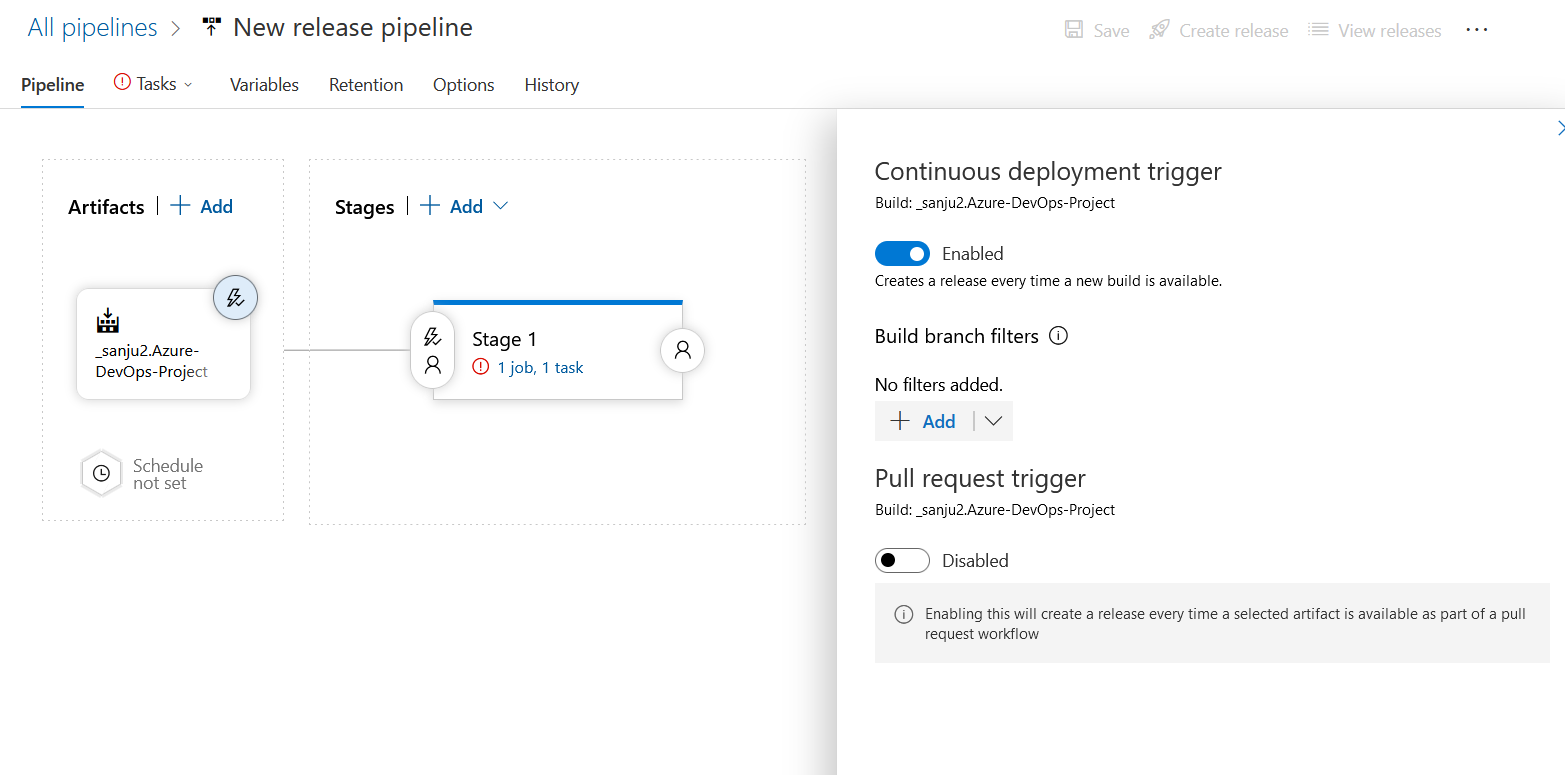 All pipelines > New release pipeline
Save Create release View releases ...
Pipeline Tasks Variables Retention Options History
Artifacts | + Add
Stages | + Add
_sanju2.Azure-
DevOps-Project
Schedule
not set
Stage 1
1 job, 1 task
Continuous deployment trigger
Build: _sanju2.Azure-DevOps-Project
Enabled
Creates a release every time a new build is available.
Build branch filters
No filters added.
+ Add
Pull request trigger
Build: _sanju2.Azure-DevOps-Project
Disabled
Enabling this will create a release every time a selected artifact is available as part of a pull
request workflow